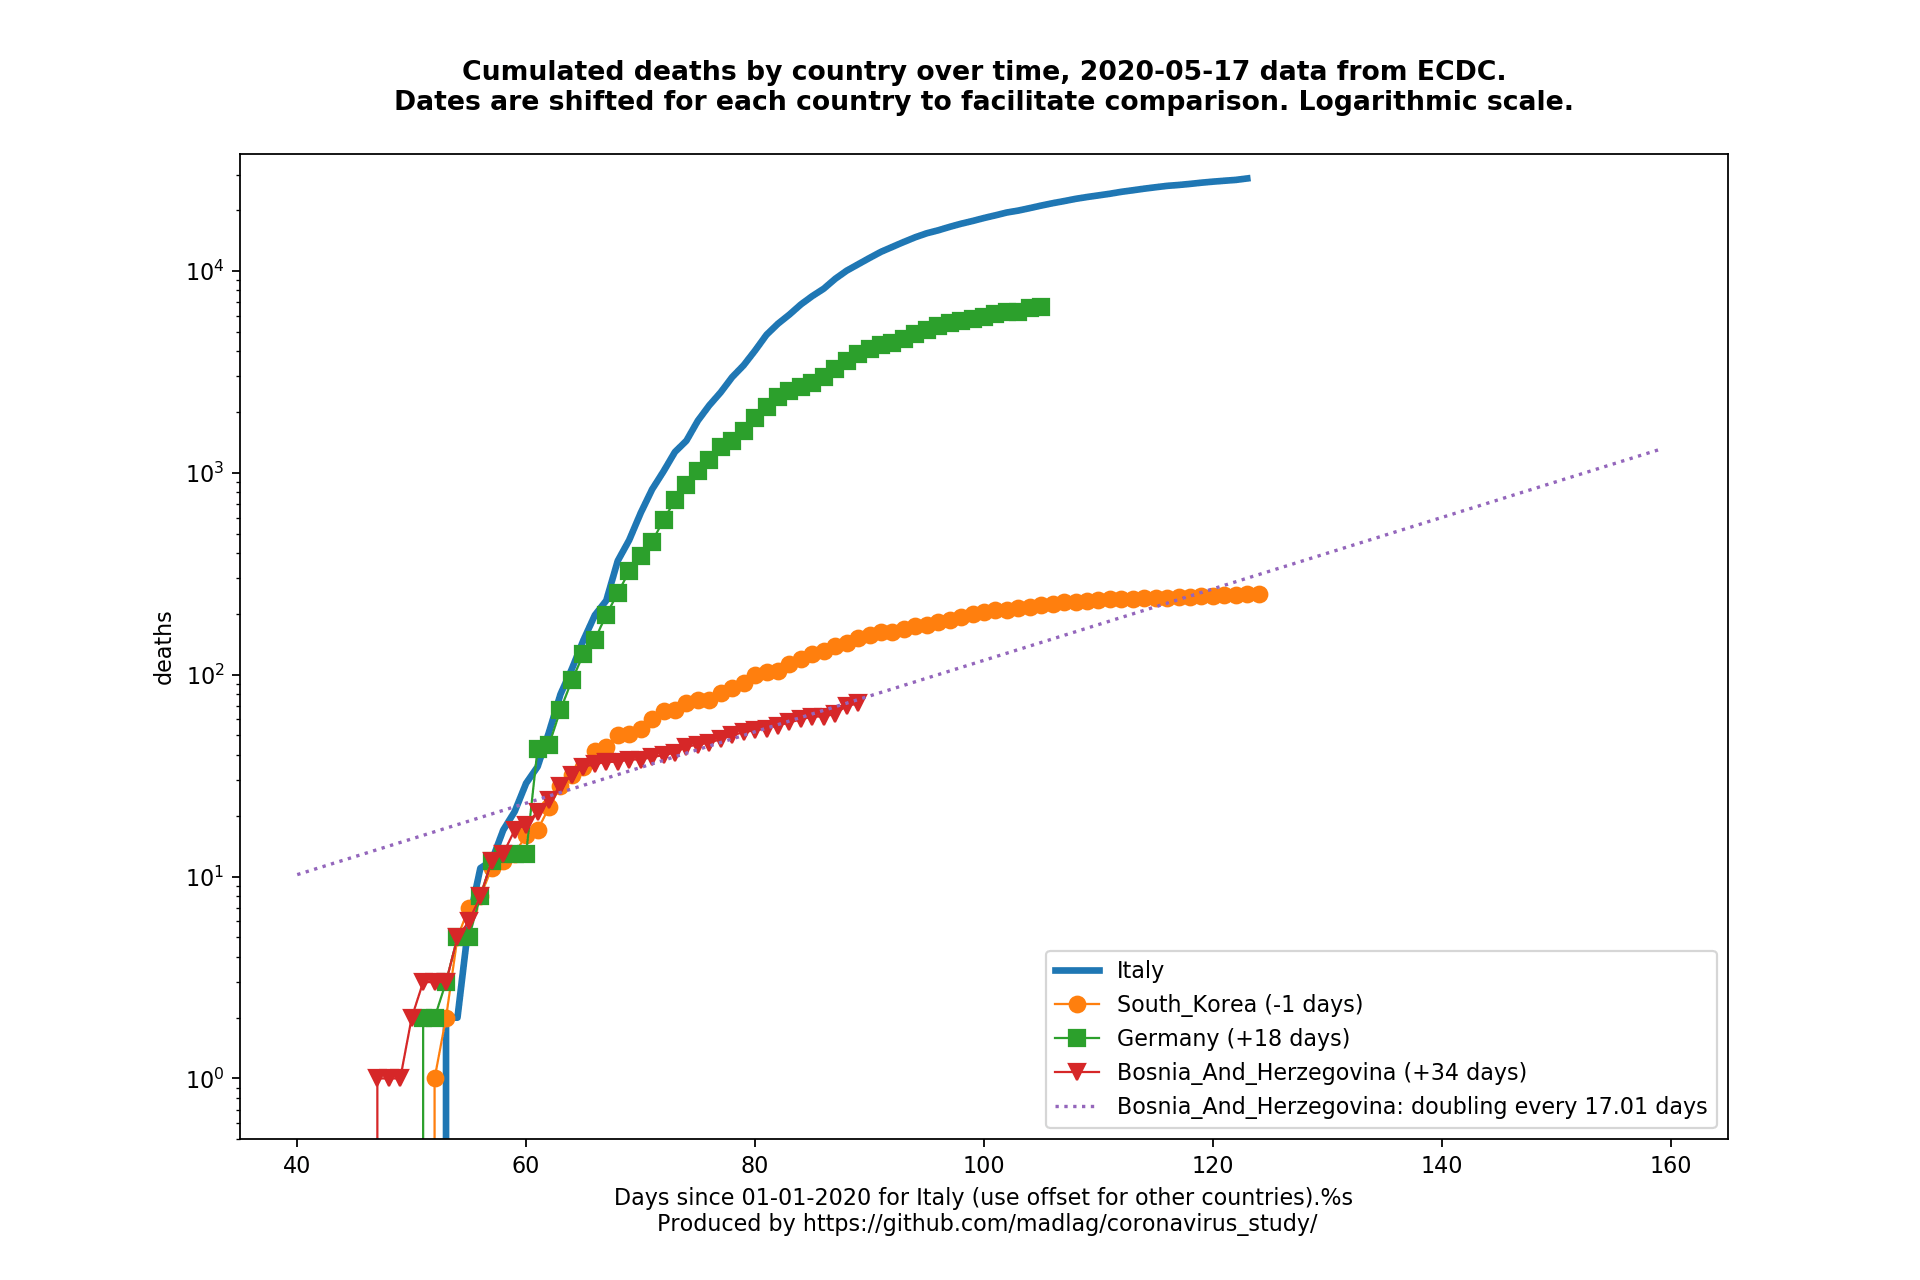 Cumulated deaths by country over time, 2020-05-17 data from ECDC.
Dates are shifted for each country to facilitate comparison. Logarithmic scale.
deaths
10^4
10^3
10^2
10^1
10^0
40 60 80 100 120 140 160
Italy
South_Korea (-1 days)
Germany (+18 days)
Bosnia_And_Herzegovina (+34 days)
Bosnia_And_Herzegovina: doubling every 17.01 days
Days since 01-01-2020 for Italy (use offset for other countries).%s
Produced by https://github.com/madlag/coronavirus_study/